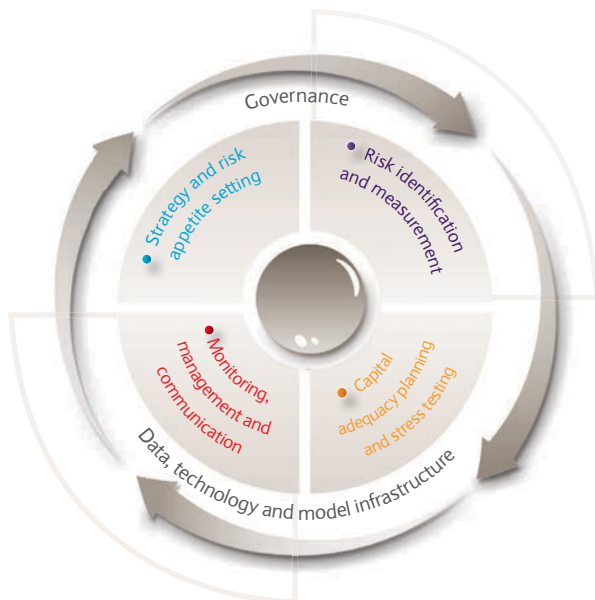 Governance
Strategy and risk
appetite setting
Risk identification
and measurement
Monitoring,
management and
communication
Capital
adequacy planning
and stress testing
Data, technology and model infrastructure